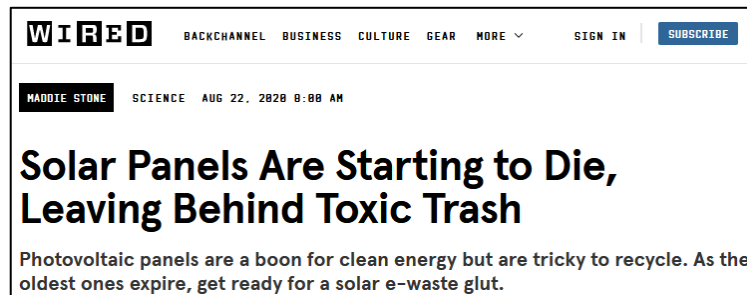 WIRED BACKCHANNEL BUSINESS CULTURE GEAR MORE SIGN IN SUBSCRIBE
MADDIE STONE SCIENCE AUG 22, 2020 8:00 AM
Solar Panels Are Starting to Die,
Leaving Behind Toxic Trash
Photovoltaic panels are a boon for clean energy but are tricky to recycle. As the
oldest ones expire, get ready for a solar e-waste glut.